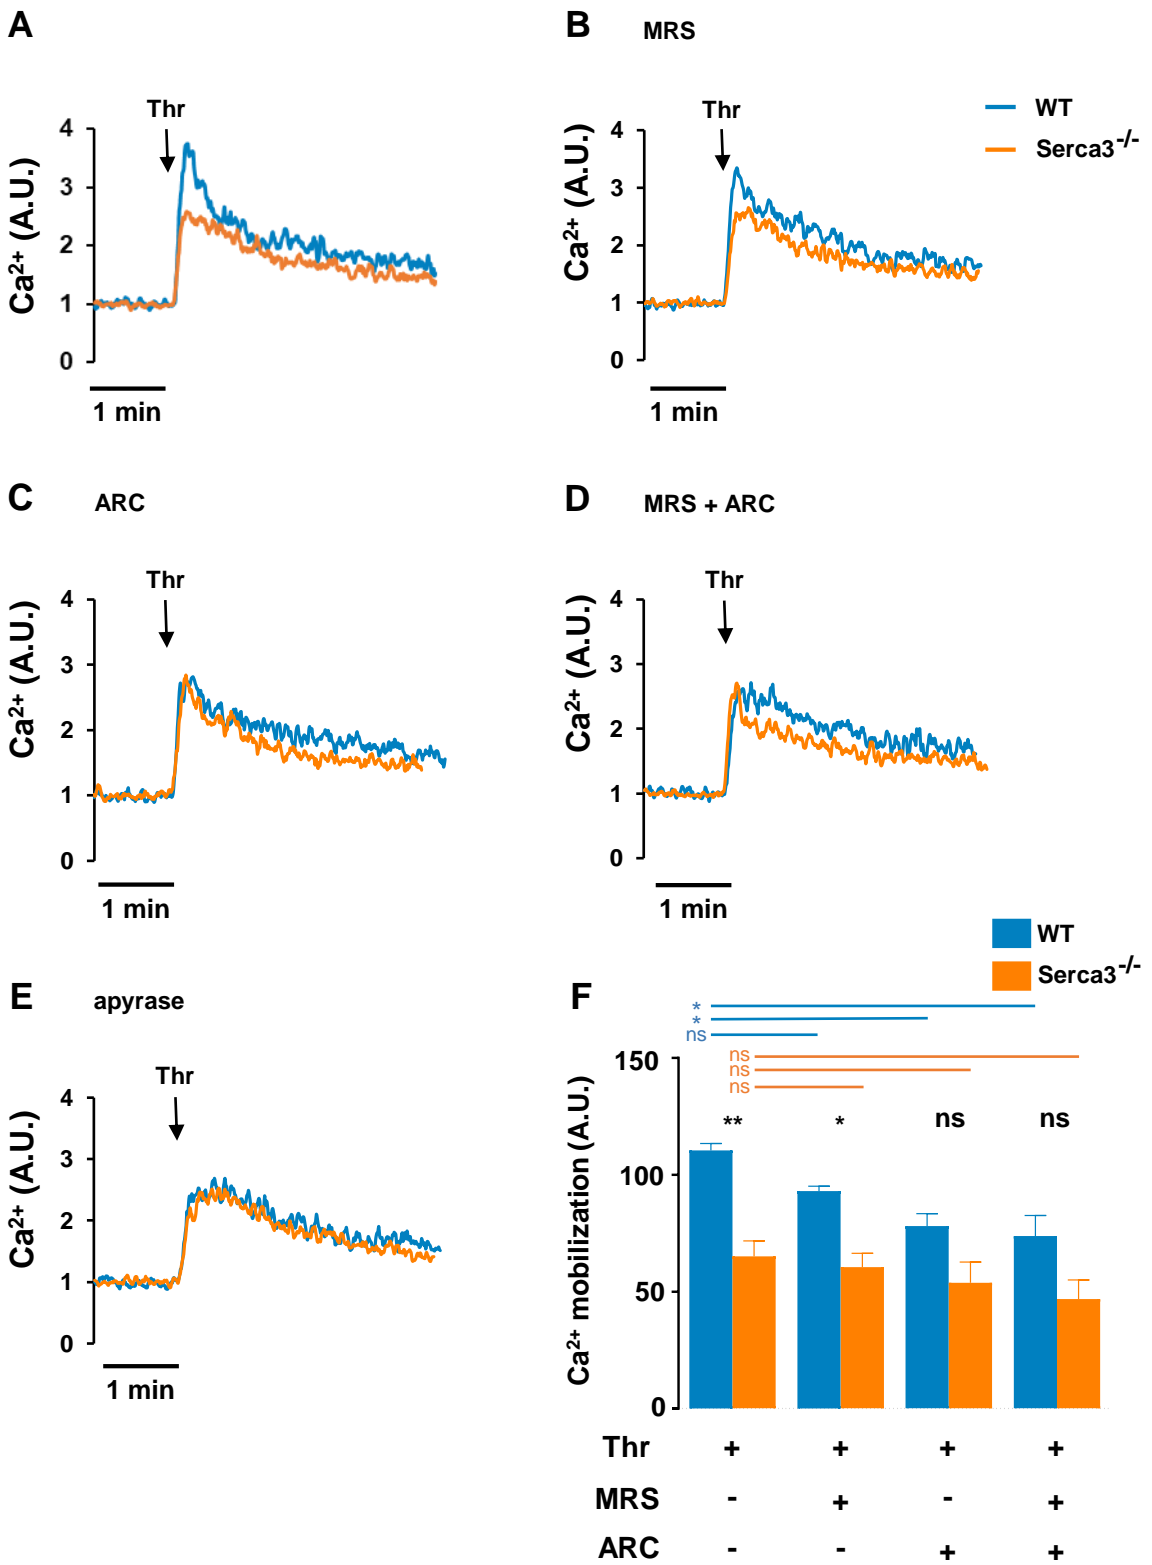 A
B
MRS
Thr
Thr
WT
Serca3-/-
4
3
2
1
0
Ca2+ (A.U.)
1 min
4
3
2
1
0
Ca2+ (A.U.)
1 min
C
ARC
D
MRS + ARC
Thr
Thr
4
3
2
1
0
Ca2+ (A.U.)
1 min
4
3
2
1
0
Ca2+ (A.U.)
1 min
WT
Serca3-/-
E
apyrase
F
Thr
4
3
2
1
0
Ca2+ (A.U.)
1 min
*
*
ns
ns
ns
ns
** * ns ns
150
100
50
0
Ca2+ mobilization (A.U.)
Thr + + + +
MRS - + - +
ARC - - + +